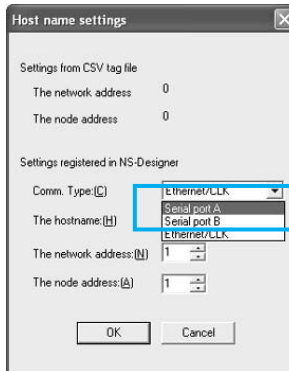 Host name settings
Settings from CSV tag file
The network address 0
The node address 0
Settings registered in NS-Designer
Comm. Type:(C) Ethernet/CLK
Serial port A
The hostname:(H) Serial port B
Ethernet/CLK
The network address:(N) 1
The node address:(A) 1
OK Cancel